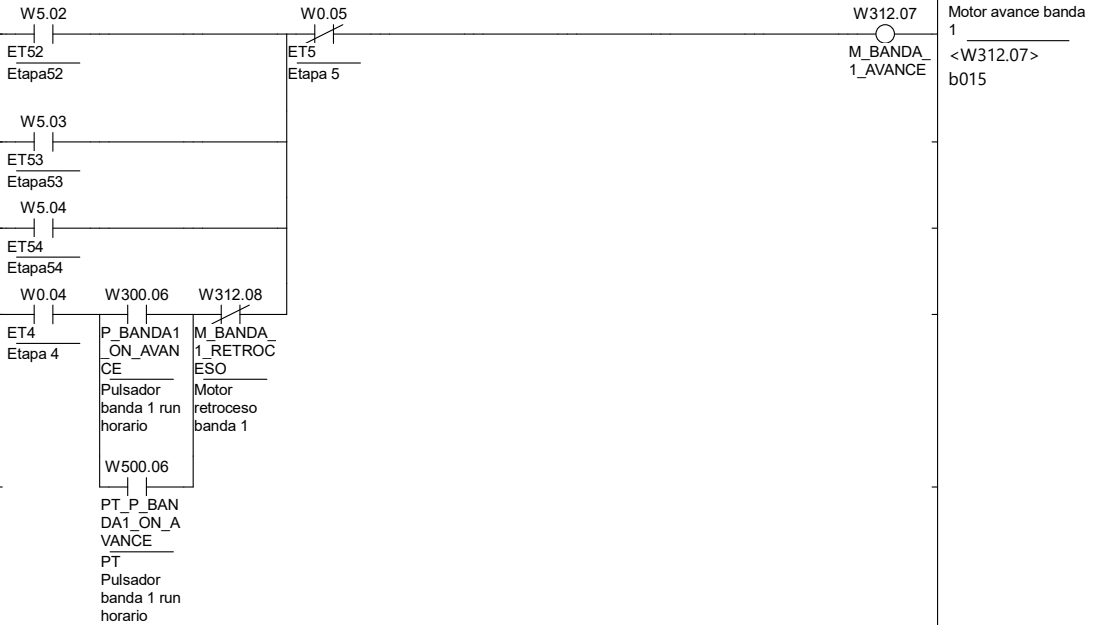 W5.02
W0.05
W312.07
Motor avance banda
1
ET52
ET5
M_BANDA_
1_AVANCE
<W312.07>
Etapa52
Etapa 5
b015
W5.03
ET53
Etapa53
W5.04
ET54
Etapa54
W0.04
W300.06
W312.08
ET4
Etapa 4
P_BANDA1
_ON_AVAN
CE
Pulsador
banda 1 run
horario
M_BANDA_
1_RETROC
ESO
Motor
retroceso
banda 1
W500.06
PT_P_BAN
DA1_ON_A
VANCE
PT
Pulsador
banda 1 run
horario